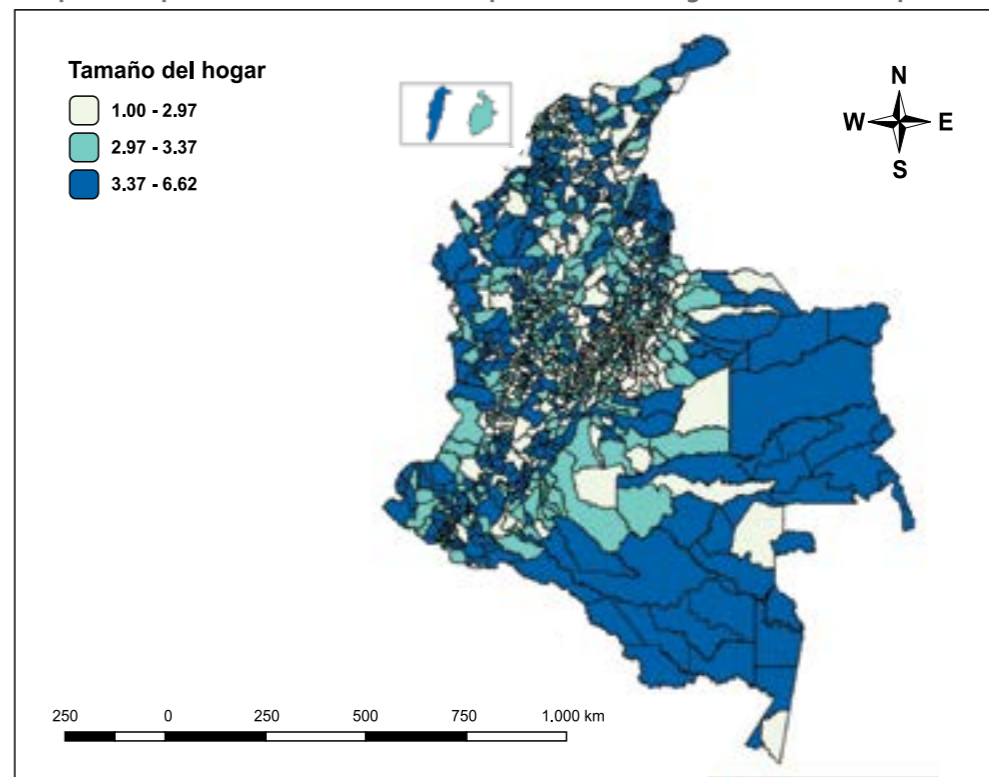 Tamaño del hogar
1.00 - 2.97
2.97 - 3.37
3.37 - 6.62
N
W E
S
250 0 250 500 750 1.000 km